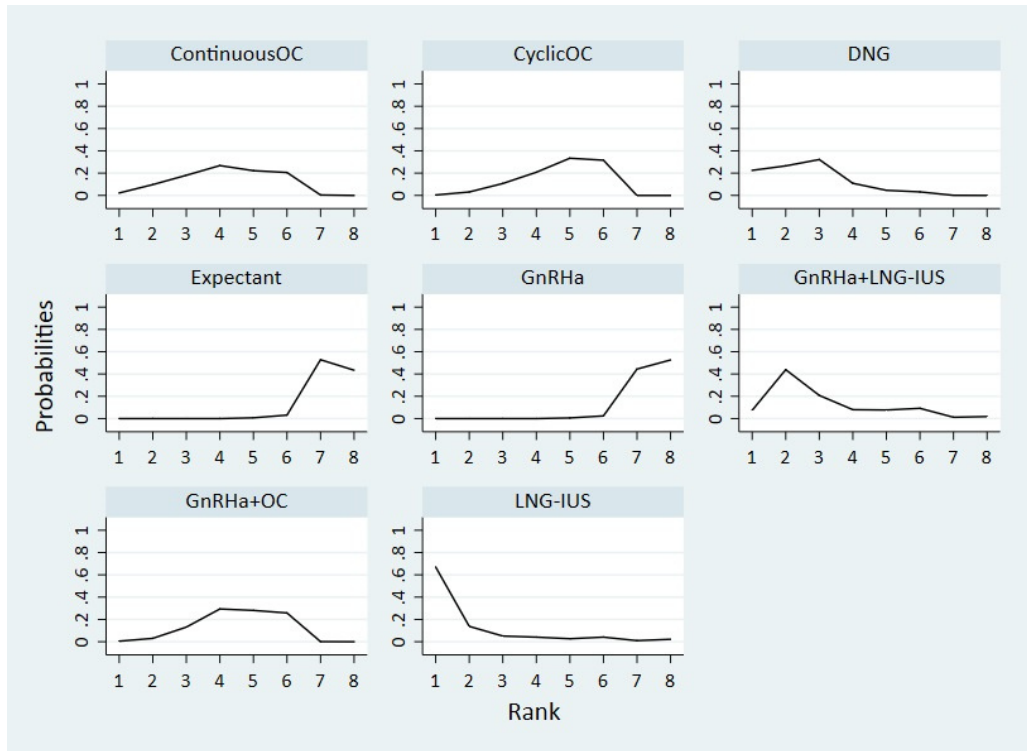 ContinuousOC CyclicOC DNG
0 .2 .4 .6 .8 1 0 .2 .4 .6 .8 1 0 .2 .4 .6 .8 1
1 2 3 4 5 6 7 8 1 2 3 4 5 6 7 8 1 2 3 4 5 6 7 8
Expectant GnRHa GnRHa+LNG-IUS
0 .2 .4 .6 .8 1 0 .2 .4 .6 .8 1 0 .2 .4 .6 .8 1
1 2 3 4 5 6 7 8 1 2 3 4 5 6 7 8 1 2 3 4 5 6 7 8
GnRHa+OC LNG-IUS
0 .2 .4 .6 .8 1 0 .2 .4 .6 .8 1
1 2 3 4 5 6 7 8 1 2 3 4 5 6 7 8
Probabilities
Rank